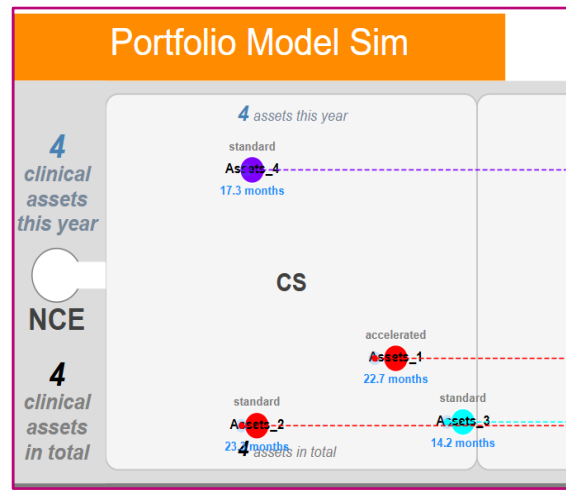 Portfolio Model Sim
4
clinical
assets
this year
NCE
4
clinical
assets
in total
4 assets this year
standard
Assets_4
17.3 months
CS
accelerated
Assets_1
22.7 months
standard
Assets_2
months
4 assets in total
standard
Assets_3
14.2 months